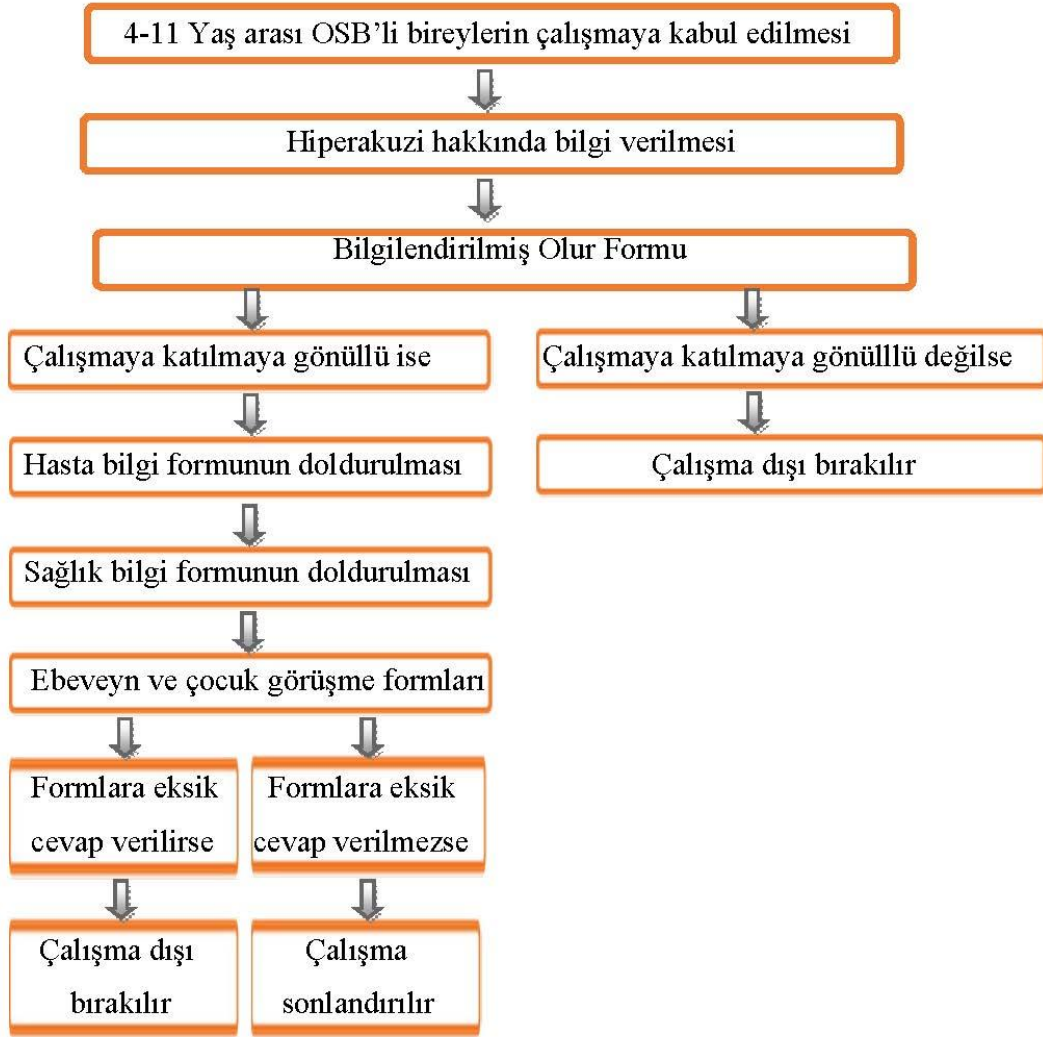 4-11 Yaş arası OSB'li bireylerin çalışmaya kabul edilmesi
Hiperakuzi hakkında bilgi verilmesi
Bilgilendirilmiş Olur Formu
Çalışmaya katılmaya gönüllü ise
Çalışmaya katılmaya gönülllü değilse
Hasta bilgi formunun doldurulması
Çalışma dışı bırakılır
Sağlık bilgi formunun doldurulması
Ebeveyn ve çocuk görüşme formları
Formlara eksik
cevap verilirse
Formlara eksik
cevap verilmezse
Çalışma dışı
bırakılır
Çalışma
sonlandırılır